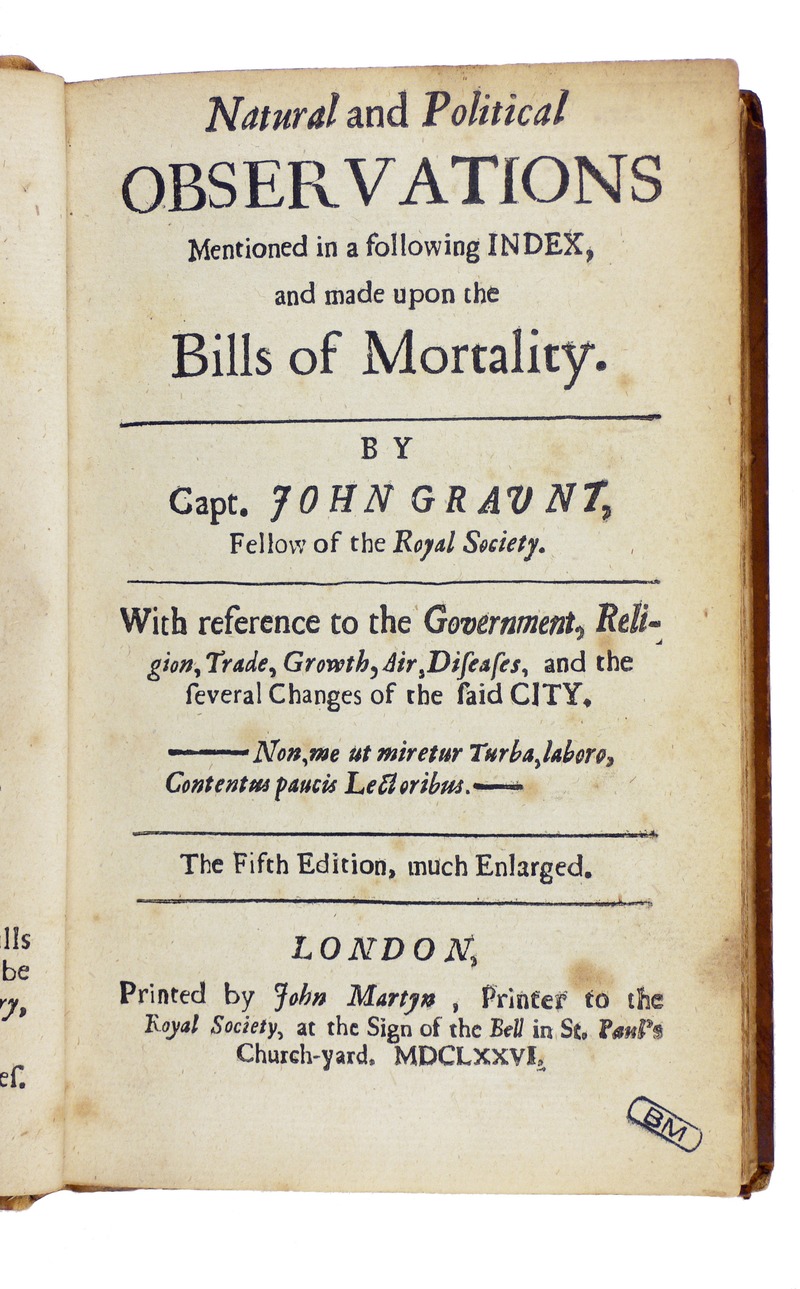 Natural and Political
OBSERVATIONS
Mentioned in a following INDEX,
and made upon the
Bills of Mortality.
BY
Capt. JOHN GRAVNT,
Fellow of the Royal Society.
With reference to the Government, Reli-
gion, Trade, Growth, Air, Diſeaſes, and the
ſeveral Changes of the ſaid CITY.
Non, me ut miretur Turba, laboro,
Contentus paucis Lectoribus.
The Fifth Edition, much Enlarged.
LONDON,
Printed by John Martyn , Printer to the
Royal Society, at the Sign of the Bell in St. Paul's
Church-yard. MDCLXXVI.
BM
lls
be
ry,
eſ.